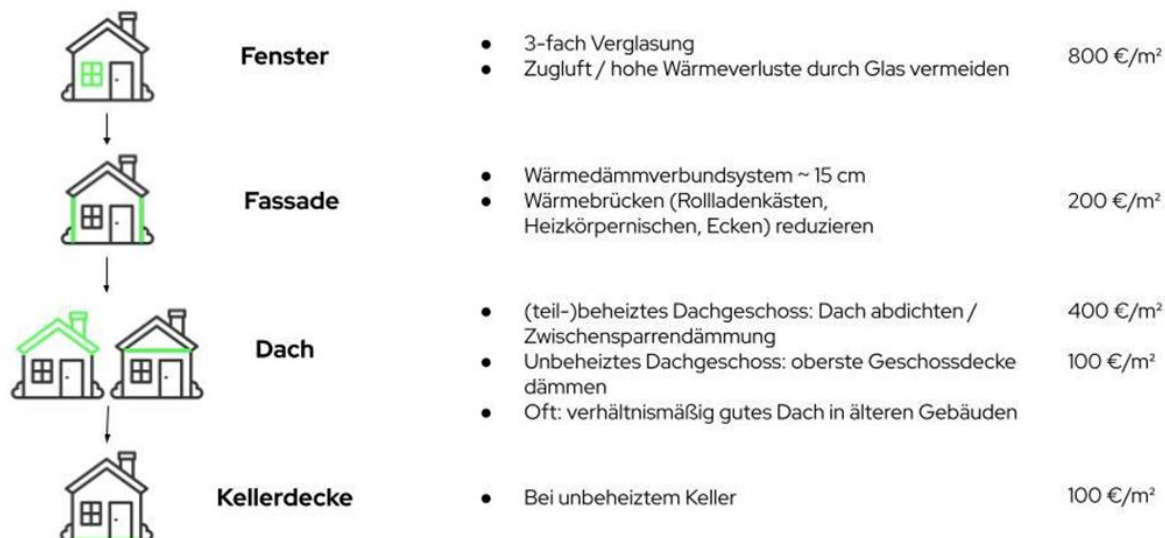 Fenster
● 3-fach Verglasung
● Zugluft / hohe Wärmeverluste durch Glas vermeiden
800 €/m²
Fassade
● Wärmedämmverbundsystem ~ 15 cm
● Wärmebrücken (Rollladenkästen,
Heizkörpernischen, Ecken) reduzieren
200 €/m²
Dach
● (teil-)beheiztes Dachgeschoss: Dach abdichten /
Zwischensparrendämmung
400 €/m²
● Unbeheiztes Dachgeschoss: oberste Geschossdecke
dämmen
100 €/m²
● Oft: verhältnismäßig gutes Dach in älteren Gebäuden
Kellerdecke
● Bei unbeheiztem Keller
100 €/m²